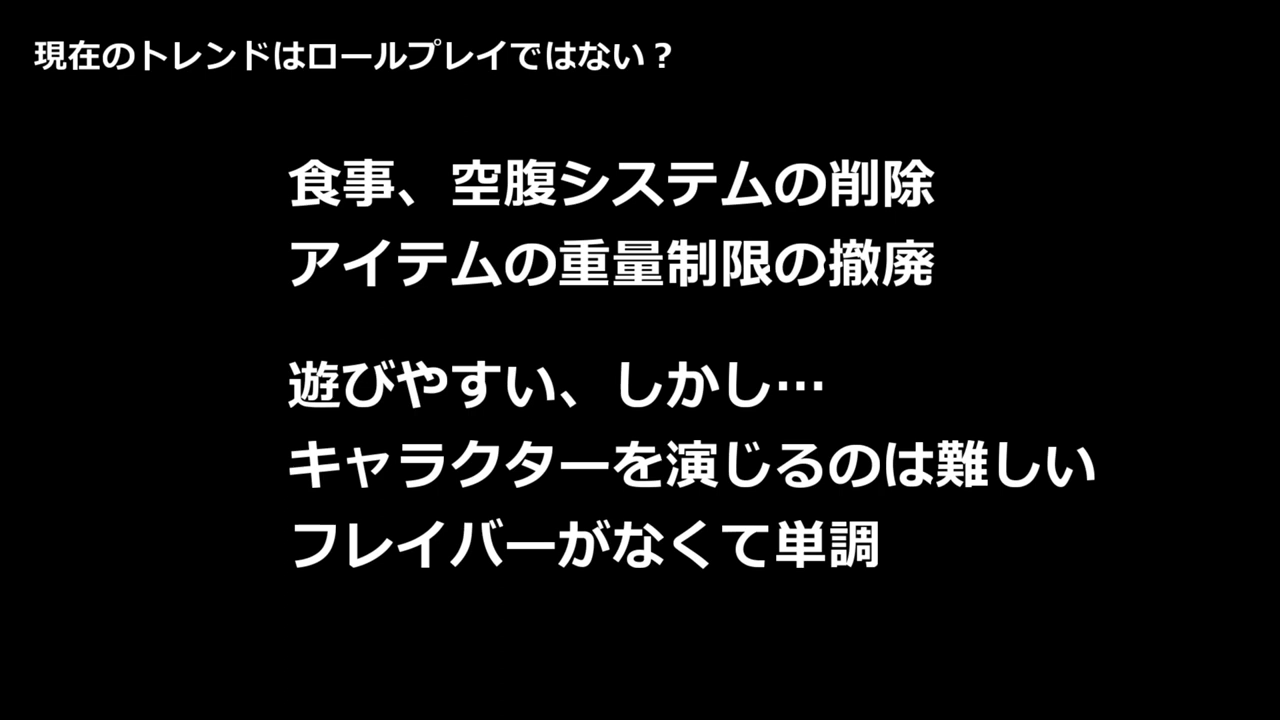 現在のトレンドはロールプレイではない？
食事、空腹システムの削除
アイテムの重量制限の撤廃
遊びやすい、しかし…
キャラクターを演じるのは難しい
フレイバーがなくて単調